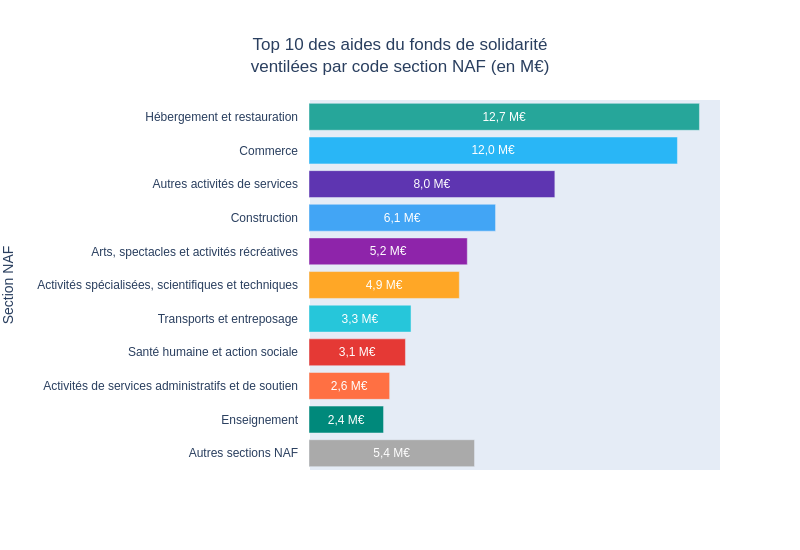 Top 10 des aides du fonds de solidarité
ventilées par code section NAF (en M€)
Hébergement et restauration 12,7 M€
Commerce 12,0 M€
Autres activités de services 8,0 M€
Construction 6,1 M€
Arts, spectacles et activités récréatives 5,2 M€
Activités spécialisées, scientifiques et techniques 4,9 M€
Transports et entreposage 3,3 M€
Santé humaine et action sociale 3,1 M€
Activités de services administratifs et de soutien 2,6 M€
Enseignement 2,4 M€
Autres sections NAF 5,4 M€
Section NAF